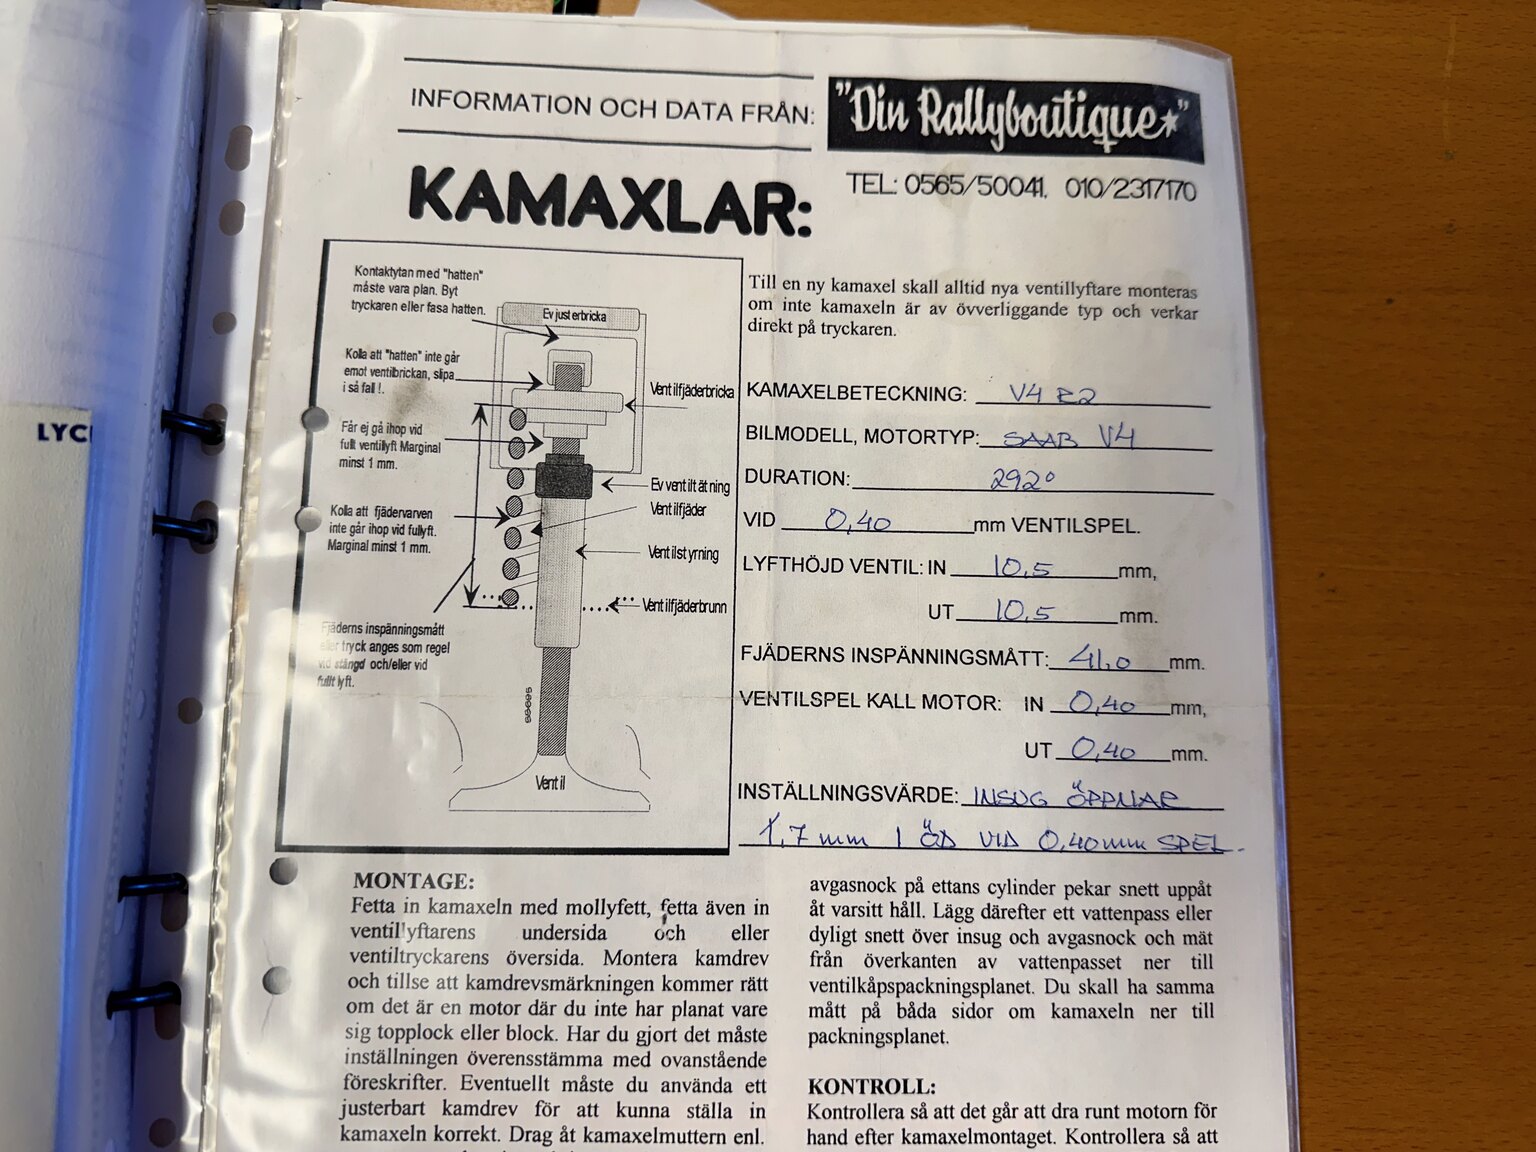 LYC
INFORMATION OCH DATA FRÅN:
"Din Rallyboutique"
TEL: 0565/50041, 010/2317170
KAMAXLAR:
Kontaktytan med "hatten"
måste vara plan. Byt
tryckaren eller fasa hatten.
Ev justerbricka
Kolla att "hatten" inte går
emot ventilbrickan, slipa
i så fall !.
Ventilfjäderbricka
Får ej gå ihop vid
fullt ventillyft Marginal
minst 1 mm.
Ev ventiltätning
Ventilfjäder
Kolla att fjädervarven
inte går ihop vid fullyft.
Marginal minst 1 mm.
Ventilstyrning
Ventilfjäderbrunn
Fjäderns inspänningsmått
eller tryck anges som regel
vid stängd och/eller vid
fullt lyft.
Ventil
Till en ny kamaxel skall alltid nya ventillyftare monteras
om inte kamaxeln är av övverliggande typ och verkar
direkt på tryckaren.
KAMAXELBETECKNING: V4 R2
BILMODELL, MOTORTYP: SAAB V4
DURATION: 292°
VID 0,40 mm VENTILSPEL.
LYFTHÖJD VENTIL: IN 10,5 mm,
UT 10,5 mm.
FJÄDERNS INSPÄNNINGSMÅTT: 41,0 mm.
VENTILSPEL KALL MOTOR: IN 0,40 mm,
UT 0,40 mm.
INSTÄLLNINGSVÄRDE: INSUG ÖPPNAR
1,7 mm I ÖD VID 0,40mm SPEL.
MONTAGE:
Fetta in kamaxeln med mollyfett, fetta även in
ventillyftarens undersida och eller
ventiltryckarens översida. Montera kamdrev
och tillse att kamdrevsmärkningen kommer rätt
om det är en motor där du inte har planat vare
sig topplock eller block. Har du gjort det måste
inställningen överensstämma med ovanstående
föreskrifter. Eventuellt måste du använda ett
justerbart kamdrev för att kunna ställa in
kamaxeln korrekt. Drag åt kamaxelmuttern enl.
avgasnock på ettans cylinder pekar snett uppåt
åt varsitt håll. Lägg därefter ett vattenpass eller
dyligt snett över insug och avgasnock och mät
från överkanten av vattenpasset ner till
ventilkåpspackningsplanet. Du skall ha samma
mått på båda sidor om kamaxeln ner till
packningsplanet.
KONTROLL:
Kontrollera så att det går att dra runt motorn för
hand efter kamaxelmontaget. Kontrollera så att